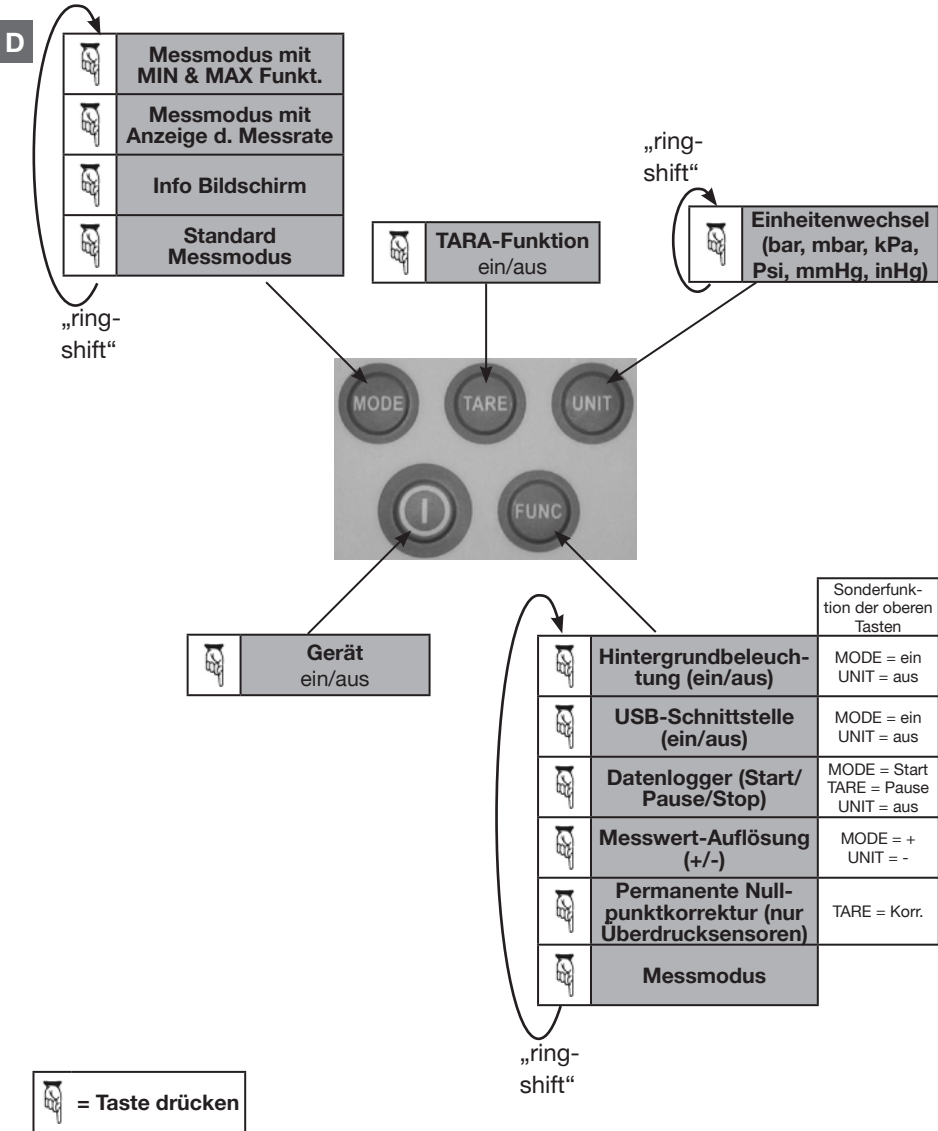 D
Messmodus mit
MIN & MAX Funkt.
Messmodus mit
Anzeige d. Messrate
Info Bildschirm
Standard
Messmodus
„ring-
shift“
TARA-Funktion
ein/aus
„ring-
shift“
Einheitenwechsel
(bar, mbar, kPa,
Psi, mmHg, inHg)
MODE
TARE
UNIT
FUNC
Gerät
ein/aus
Sonderfunk-
tion der oberen
Tasten
Hintergrundbeleuch-
tung (ein/aus)
MODE = ein
UNIT = aus
USB-Schnittstelle
(ein/aus)
MODE = ein
UNIT = aus
Datenlogger (Start/
Pause/Stop)
MODE = Start
TARE = Pause
UNIT = aus
Messwert-Auflösung
(+/-)
MODE = +
UNIT = -
Permanente Null-
punktkorrektur (nur
Überdrucksensoren)
TARE = Korr.
Messmodus
„ring-
shift“
= Taste drücken